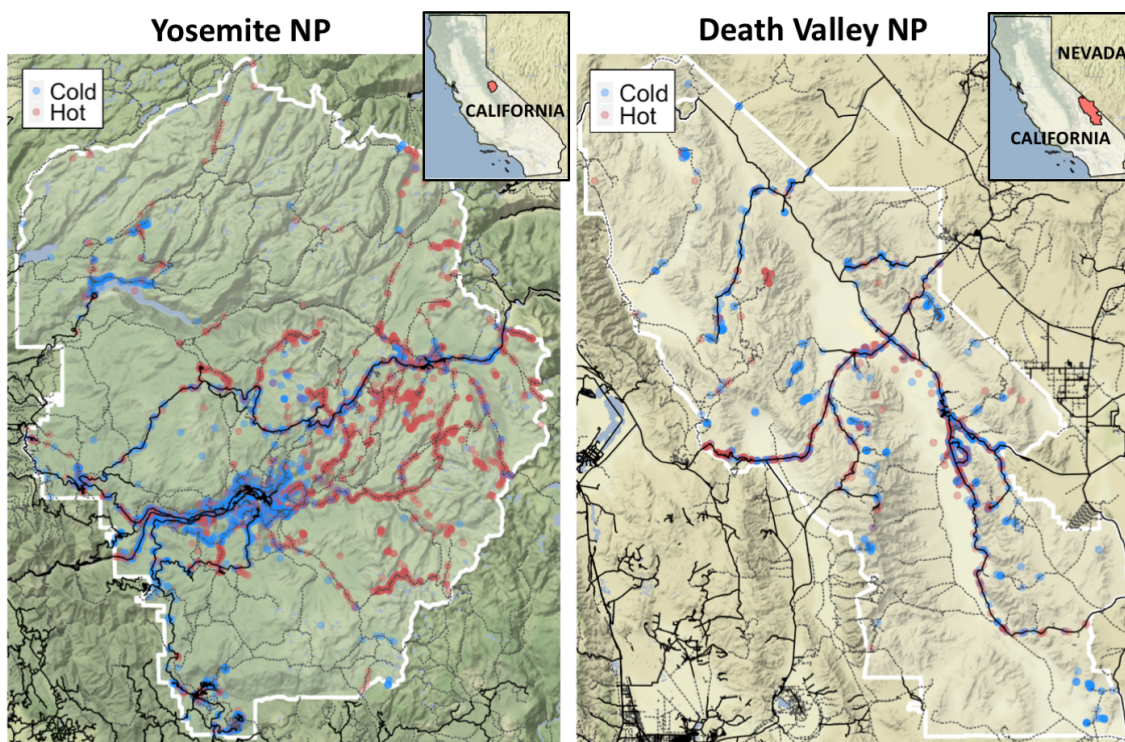 Yosemite NP
Cold
Hot
CALIFORNIA
Death Valley NP
Cold
Hot
NEVADA
CALIFORNIA